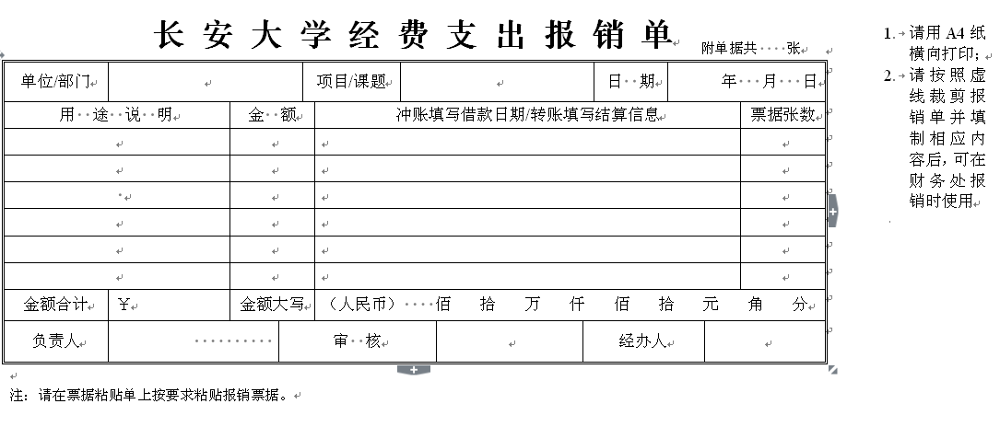 长安大学经费支出报销单
附单据共 张
单位/部门 项目/课题 日 期 年 月 日
用 途 说 明 金 额 冲账填写借款日期/转账填写结算信息 票据张数
金额合计 ¥ 金额大写 （人民币） 佰 拾 万 仟 佰 拾 元 角 分
负责人 审 核 经办人
注：请在票据粘贴单上按要求粘贴报销票据。
1. 请用 A4 纸
横向打印；
2. 请按照虚
线裁剪报
销单并填
制相应内
容后，可在
财务处报
销时使用